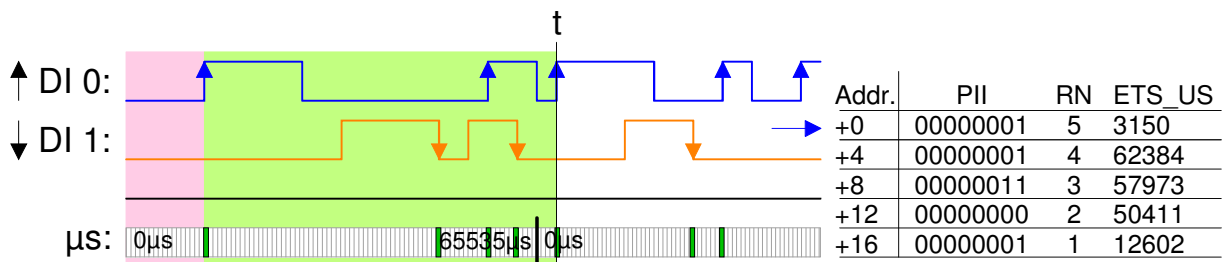 t
DI 0:
DI 1:
µs: 0µs 65535µs 0µs
Addr. PII RN ETS_US
+0 00000001 5 3150
+4 00000001 4 62384
+8 00000011 3 57973
+12 00000000 2 50411
+16 00000001 1 12602